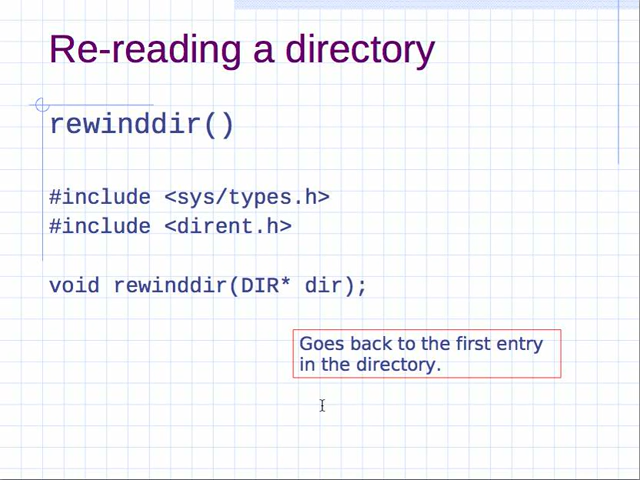 Re-reading a directory
rewinddir()
#include <sys/types.h>
#include <dirent.h>
void rewinddir(DIR* dir);
Goes back to the first entry
in the directory.